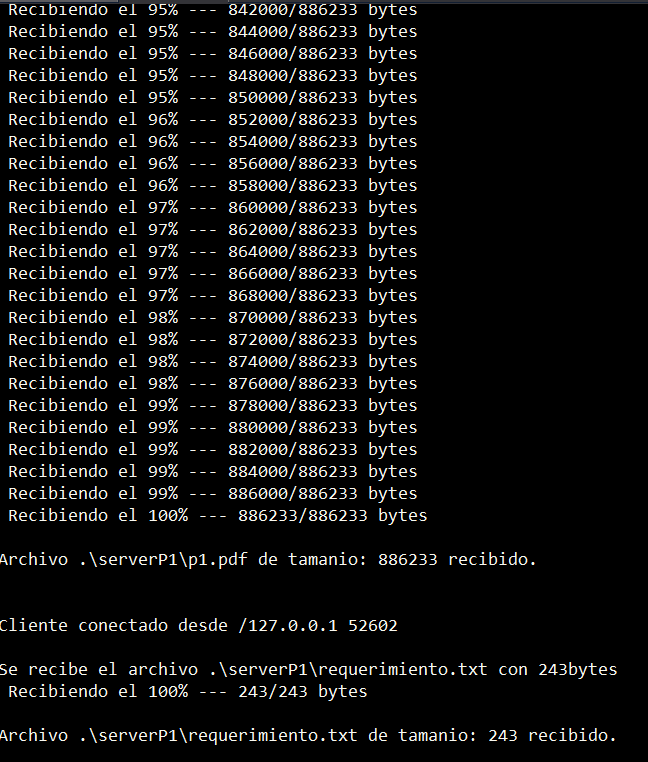 Recibiendo el 95% --- 842000/886233 bytes
Recibiendo el 95% --- 844000/886233 bytes
Recibiendo el 95% --- 846000/886233 bytes
Recibiendo el 95% --- 848000/886233 bytes
Recibiendo el 95% --- 850000/886233 bytes
Recibiendo el 96% --- 852000/886233 bytes
Recibiendo el 96% --- 854000/886233 bytes
Recibiendo el 96% --- 856000/886233 bytes
Recibiendo el 96% --- 858000/886233 bytes
Recibiendo el 97% --- 860000/886233 bytes
Recibiendo el 97% --- 862000/886233 bytes
Recibiendo el 97% --- 864000/886233 bytes
Recibiendo el 97% --- 866000/886233 bytes
Recibiendo el 97% --- 868000/886233 bytes
Recibiendo el 98% --- 870000/886233 bytes
Recibiendo el 98% --- 872000/886233 bytes
Recibiendo el 98% --- 874000/886233 bytes
Recibiendo el 98% --- 876000/886233 bytes
Recibiendo el 99% --- 878000/886233 bytes
Recibiendo el 99% --- 880000/886233 bytes
Recibiendo el 99% --- 882000/886233 bytes
Recibiendo el 99% --- 884000/886233 bytes
Recibiendo el 99% --- 886000/886233 bytes
Recibiendo el 100% --- 886233/886233 bytes
Archivo .\serverP1\p1.pdf de tamanio: 886233 recibido.
Cliente conectado desde /127.0.0.1 52602
Se recibe el archivo .\serverP1\requerimiento.txt con 243bytes
Recibiendo el 100% --- 243/243 bytes
Archivo .\serverP1\requerimiento.txt de tamanio: 243 recibido.